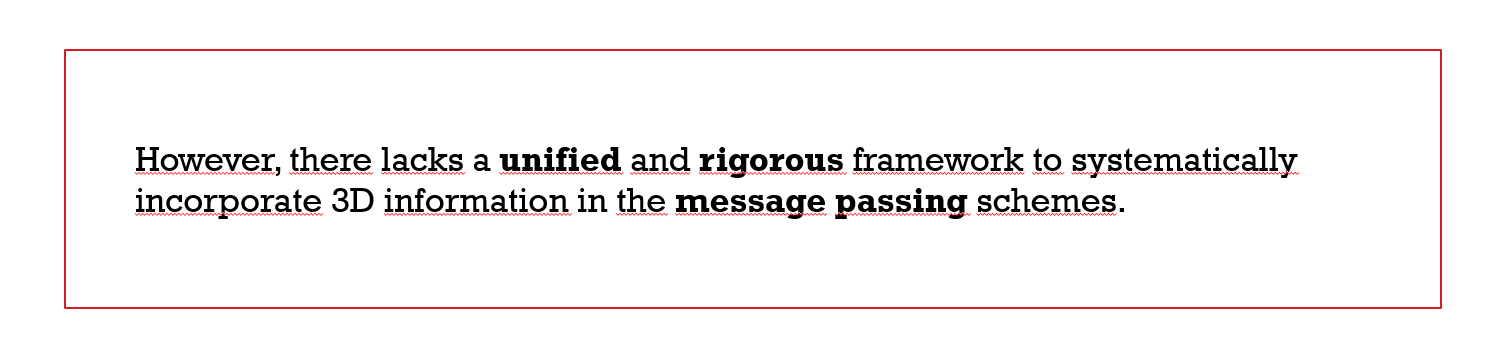 However, there lacks a unified and rigorous framework to systematically
incorporate 3D information in the message passing schemes.